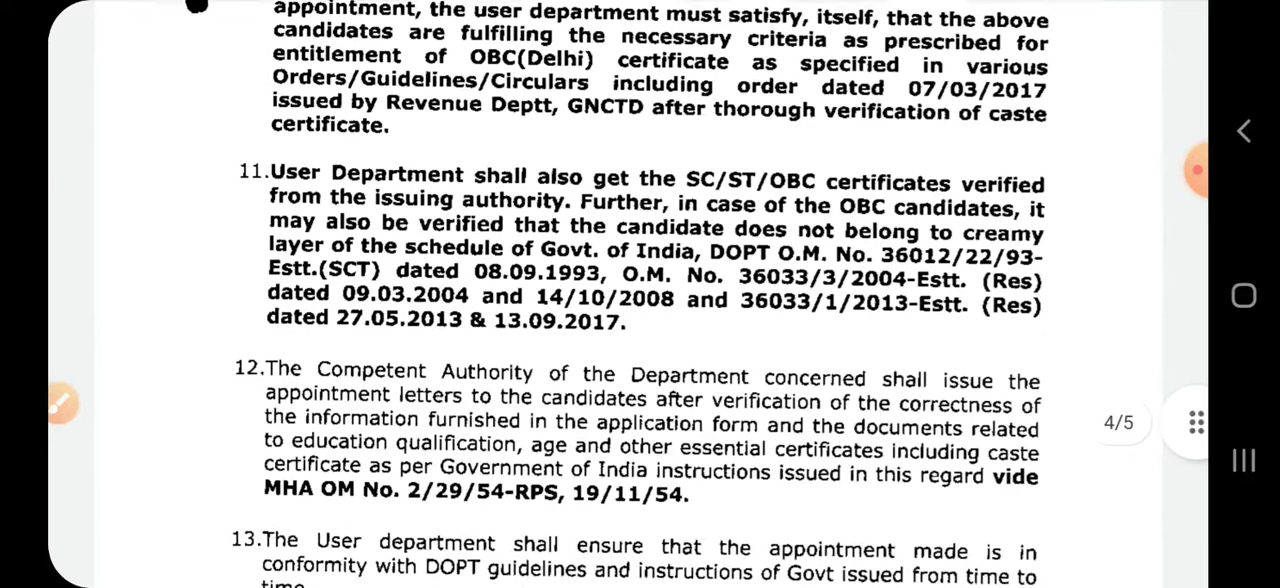 appointment, the user department must satisfy, itself, that the above
candidates are fulfilling the necessary criteria as prescribed for
entitlement of OBC(Delhi) certificate as specified in various
Orders/Guidelines/Circulars including order dated 07/03/2017
issued by Revenue Deptt, GNCTD after thorough verification of caste
certificate.
11.User Department shall also get the SC/ST/OBC certificates verified
from the issuing authority. Further, in case of the OBC candidates, it
may also be verified that the candidate does not belong to creamy
layer of the schedule of Govt. of India, DOPT O.M. No. 36012/22/93-
Estt.(SCT) dated 08.09.1993, O.M. No. 36033/3/2004-Estt. (Res)
dated 09.03.2004 and 14/10/2008 and 36033/1/2013-Estt. (Res)
dated 27.05.2013 & 13.09.2017.
12.The Competent Authority of the Department concerned shall issue the
appointment letters to the candidates after verification of the correctness of
the information furnished in the application form and the documents related
to education qualification, age and other essential certificates including caste
certificate as per Government of India instructions issued in this regard vide
MHA OM No. 2/29/54-RPS, 19/11/54.
4/5
13.The User department shall ensure that the appointment made is in
conformity with DOPT guidelines and instructions of Govt issued from time to
time